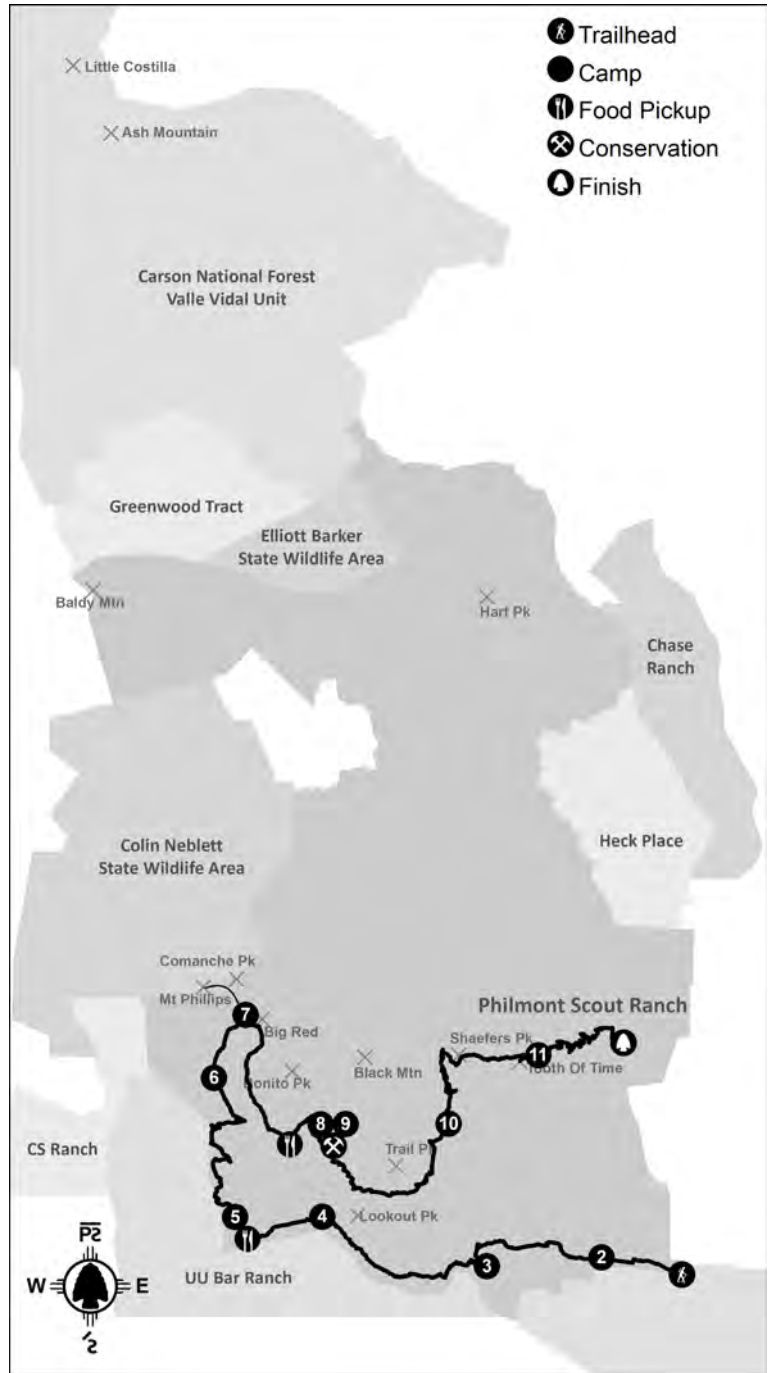 Trailhead
Camp
Food Pickup
Conservation
Finish
Little Costilla
Ash Mountain
Carson National Forest
Valle Vidal Unit
Greenwood Tract
Elliott Barker
State Wildlife Area
Baldy Mtn
Hart Pk
Chase
Ranch
Heck Place
Colin Neblett
State Wildlife Area
Comanche Pk
Mt Phillips
7
Big Red
Philmont Scout Ranch
Shaefers Pk
11
Tooth Of Time
Black Mtn
Bonito Pk
6
8
9
10
CS Ranch
Trail Pk
5
4
Lookout Pk
UU Bar Ranch
3
2
W
E